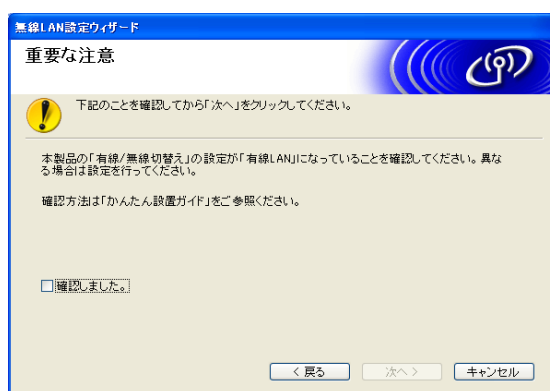 無線LAN設定ウィザード
重要な注意
下記のことを確認してから「次へ」をクリックしてください。
本製品の「有線/無線切替え」の設定が「有線LAN」になっていることを確認してください。異な
る場合は設定を行ってください。
確認方法は「かんたん設置ガイド」をご参照ください。
確認しました。
< 戻る 次へ > キャンセル